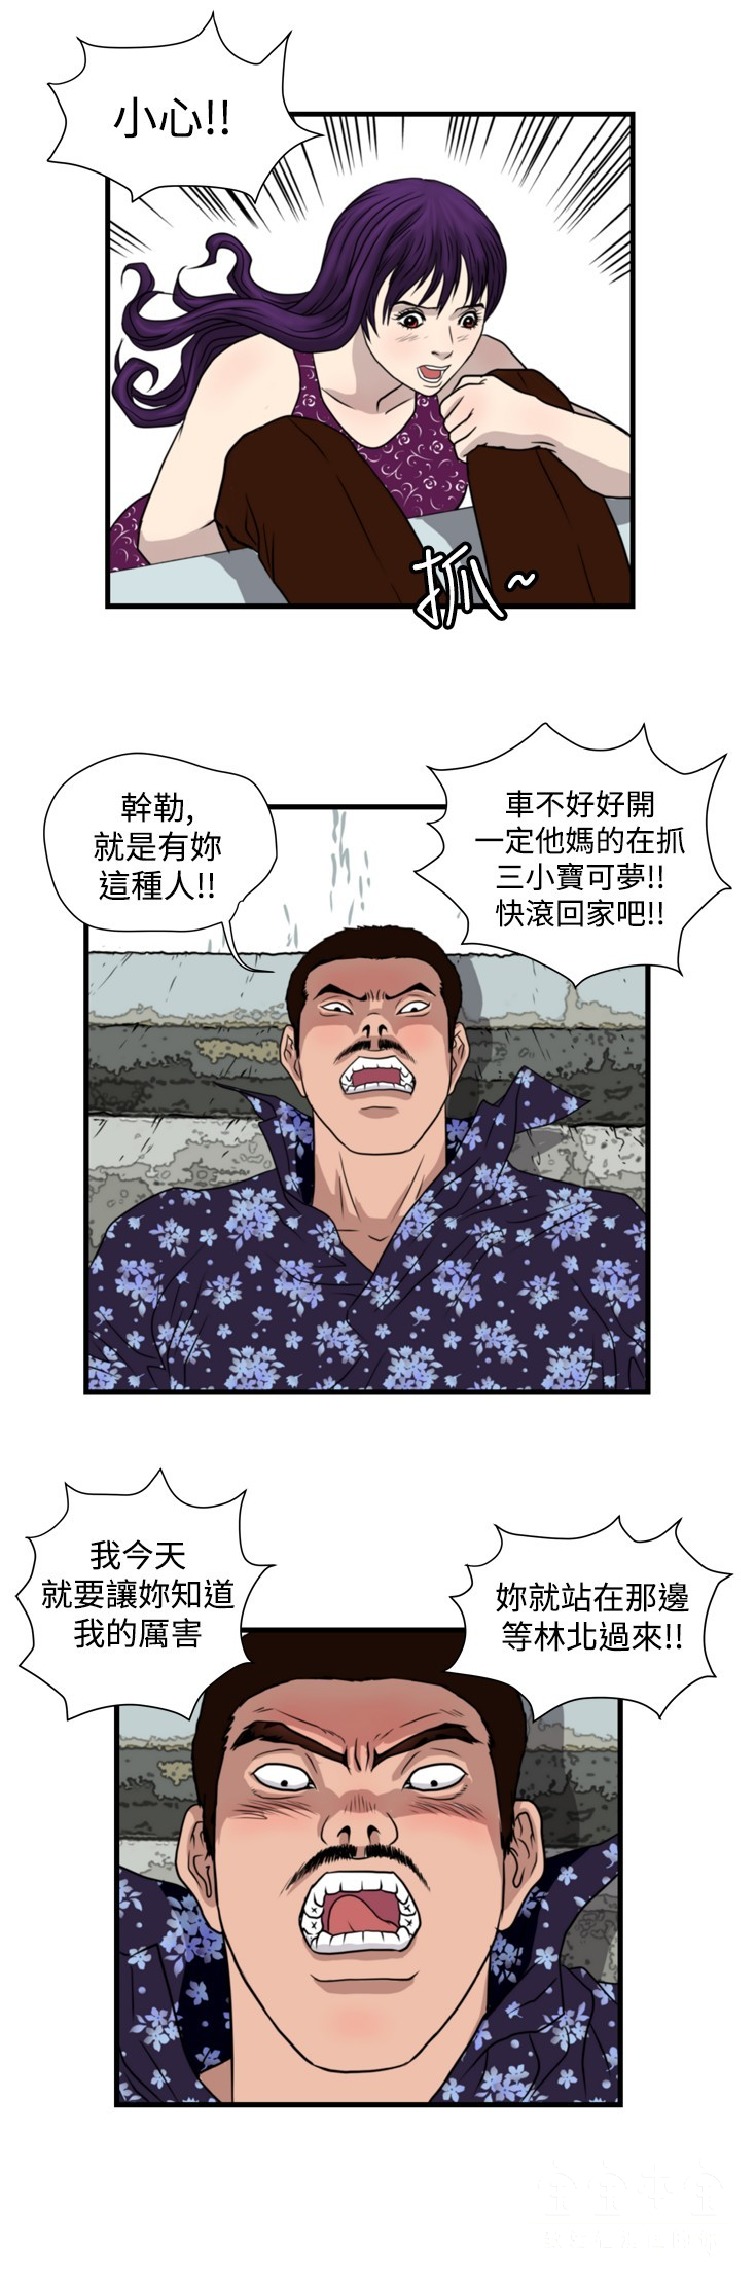 小心!!
抓~
幹勒,
就是有妳
這種人!!
車不好好開
一定他媽的在抓
三小寶可夢!!
快滾回家吧!!
我今天
就要讓妳知道
我的厲害
妳就站在那邊
等林北過來!!